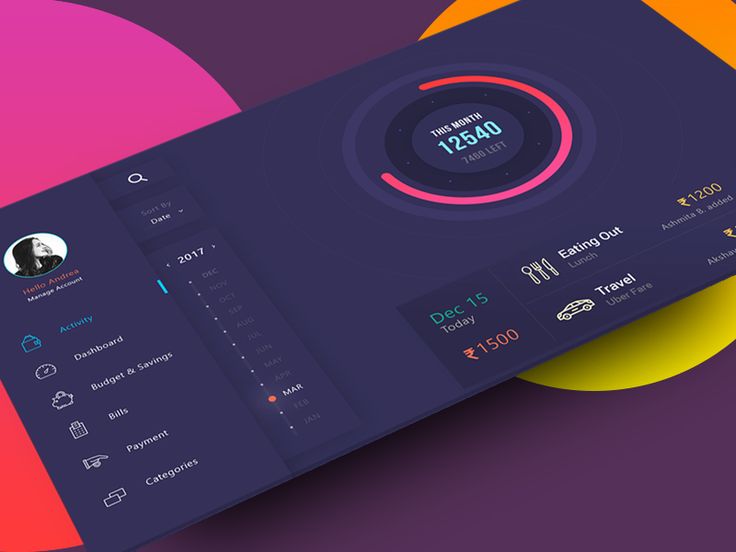 Hello Andrea
Manage Account
Activity
Dashboard
Budget & Savings
Bills
Payment
Categories
Sort By
Date
2017
DEC
NOV
OCT
SEP
AUG
JUL
JUN
MAY
APR
MAR
FEB
JAN
THIS MONTH
12540
7460 LEFT
Dec 15
Today
₹1500
Eating Out
Lunch
₹1200
Ashmita B. added
Travel
Uber Fare